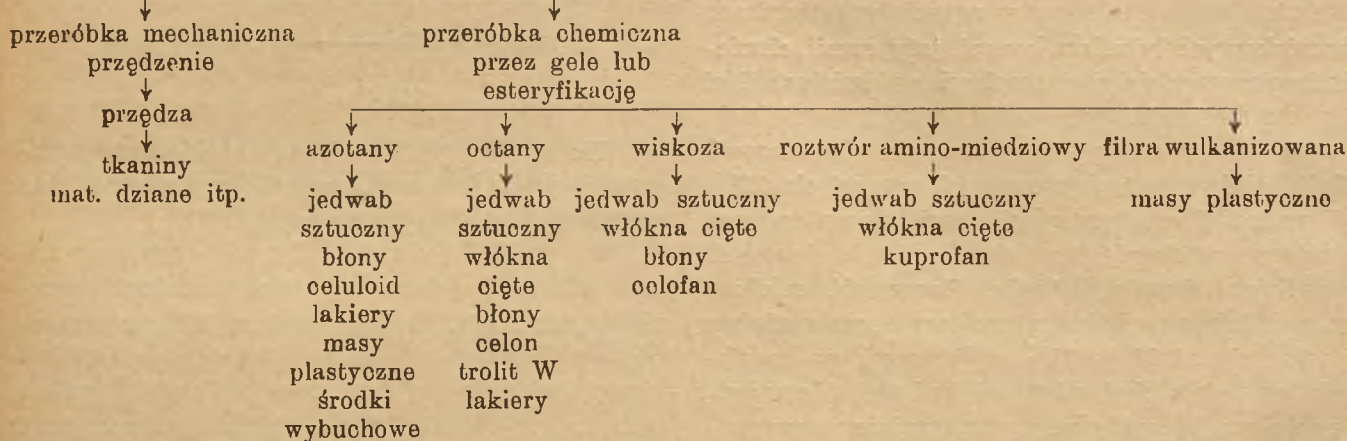 przeróbka mechaniczna
przędzenie
przędza
tkaniny
mat. dziane itp.
przeróbka chemiczna
przez gele lub
esteryfikację
azotany
jedwab
sztuczny
błony
celuloid
lakiery
masy
plastyczne
środki
wybuchowe
octany
jedwab
sztuczny
włókna
cięte
błony
celon
trolit W
lakiery
wiskoza
jedwab sztuczny
włókna cięte
błony
celofan
roztwór amino-miedziowy
jedwab sztuczny
włókna cięte
kuprofan
fibra wulkanizowana
masy plastyczne